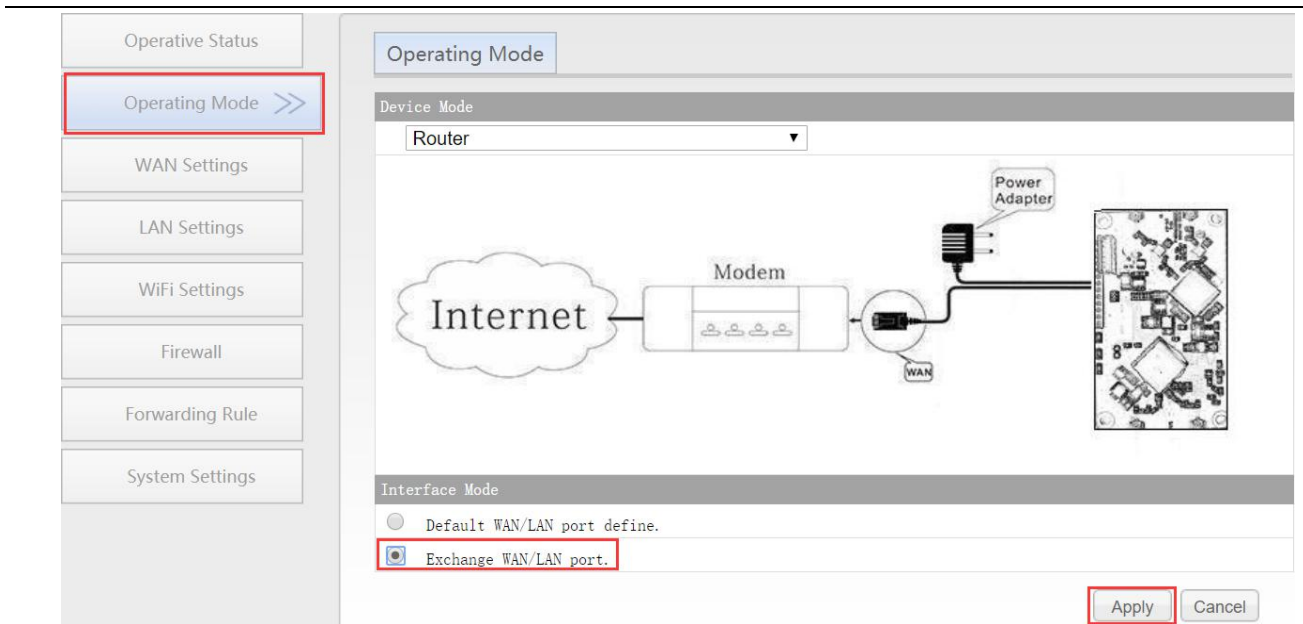 Operative Status
Operating Mode
WAN Settings
LAN Settings
WiFi Settings
Firewall
Forwarding Rule
System Settings
Operating Mode
Device Mode
Router
Power
Adapter
Modem
Internet
WAN
Interface Mode
Default WAN/LAN port define.
Exchange WAN/LAN port.
Apply
Cancel